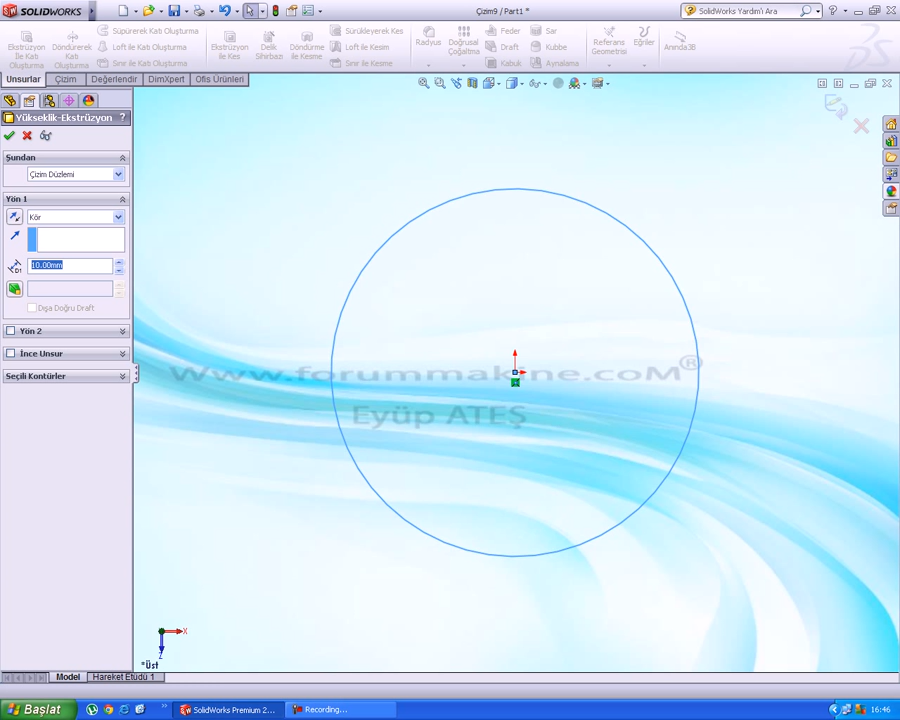 SOLIDWORKS
Çizim9 / Part1 *
SolidWorks Yardım'ı Ara
Ekstrüzyon İle Katı Oluşturma
Döndürerek Katı Oluşturma
Süpürerek Katı Oluşturma
Loft ile Katı Oluşturma
Sınır ile Katı Oluşturma
Ekstrüzyon ile Kes
Delik Sihirbazı
Döndürme ile Kesme
Sürükleyerek Kes
Loft ile Kesim
Sınır ile Kesme
Radyus
Doğrusal Çoğaltma
Feder
Draft
Kabuk
Sar
Kubbe
Aynalama
Referans Geometrisi
Eğriler
Anında3B
Unsurlar
Çizim
Değerlendir
DimXpert
Ofis Ürünleri
Yükseklik-Ekstrüzyon
?
Şundan
Çizim Düzlemi
Yön 1
Kör
D1
10.00mm
Dışa Doğru Draft
Yön 2
İnce Unsur
Seçili Kontürler
www.forummakine.coM®
Eyüp ATEŞ
X
Z
*Üst
Model
Hareket Etüdü 1
Başlat
SolidWorks Premium 2...
Recording...
16:46